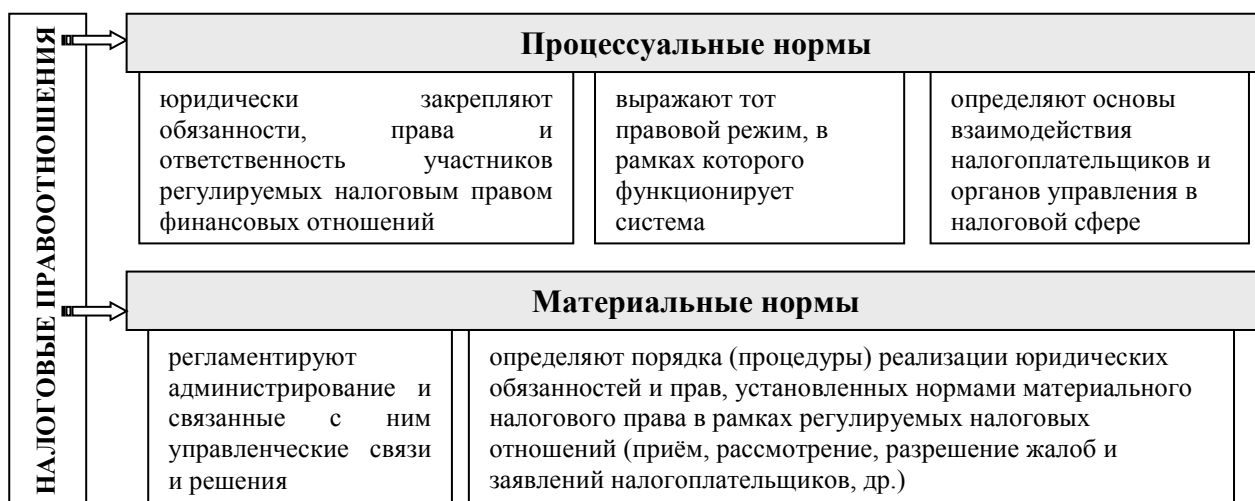 НАЛОГОВЫЕ ПРАВООТНОШЕНИЯ
Процессуальные нормы
юридически закрепляют
обязанности, права и
ответственность участников
регулируемых налоговым правом
финансовых отношений
выражают тот
правовой режим, в
рамках которого
функционирует
система
определяют основы
взаимодействия
налогоплательщиков и
органов управления в
налоговой сфере
Материальные нормы
регламентируют
администрирование и
связанные с ним
управленческие связи
и решения
определяют порядка (процедуры) реализации юридических
обязанностей и прав, установленных нормами материального
налогового права в рамках регулируемых налоговых
отношений (приём, рассмотрение, разрешение жалоб и
заявлений налогоплательщиков, др.)